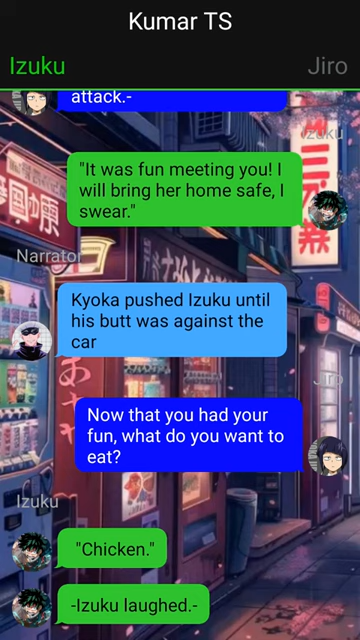 Kumar TS
Izuku
Jiro
attack.-
Izuku
"It was fun meeting you! I
will bring her home safe, I
swear."
Narrator
Kyoka pushed Izuku until
his butt was against the
car
Jiro
Now that you had your
fun, what do you want to
eat?
Izuku
"Chicken."
-Izuku laughed.-